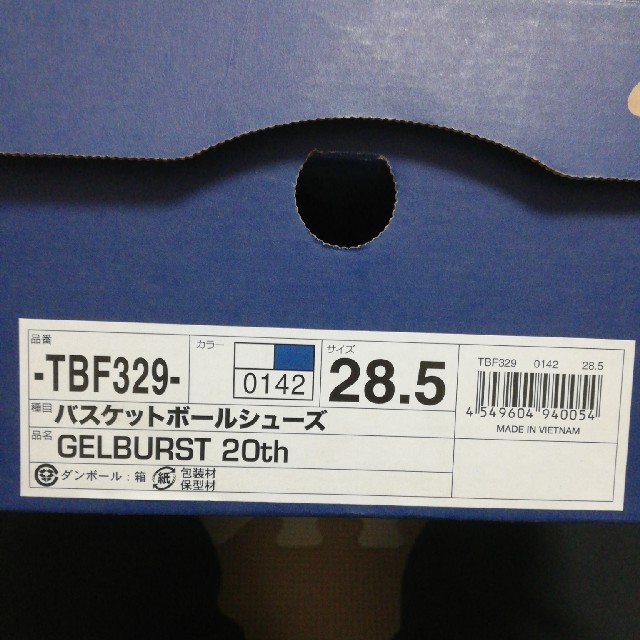 品番
-TBF329-
カラー
0142
サイズ
28.5
TBF329 0142 28.5
4 549604 940054
MADE IN VIETNAM
種目 バスケットボールシューズ
品名 GELBURST 20th
ダンボール：箱 紙 包装材
保型材